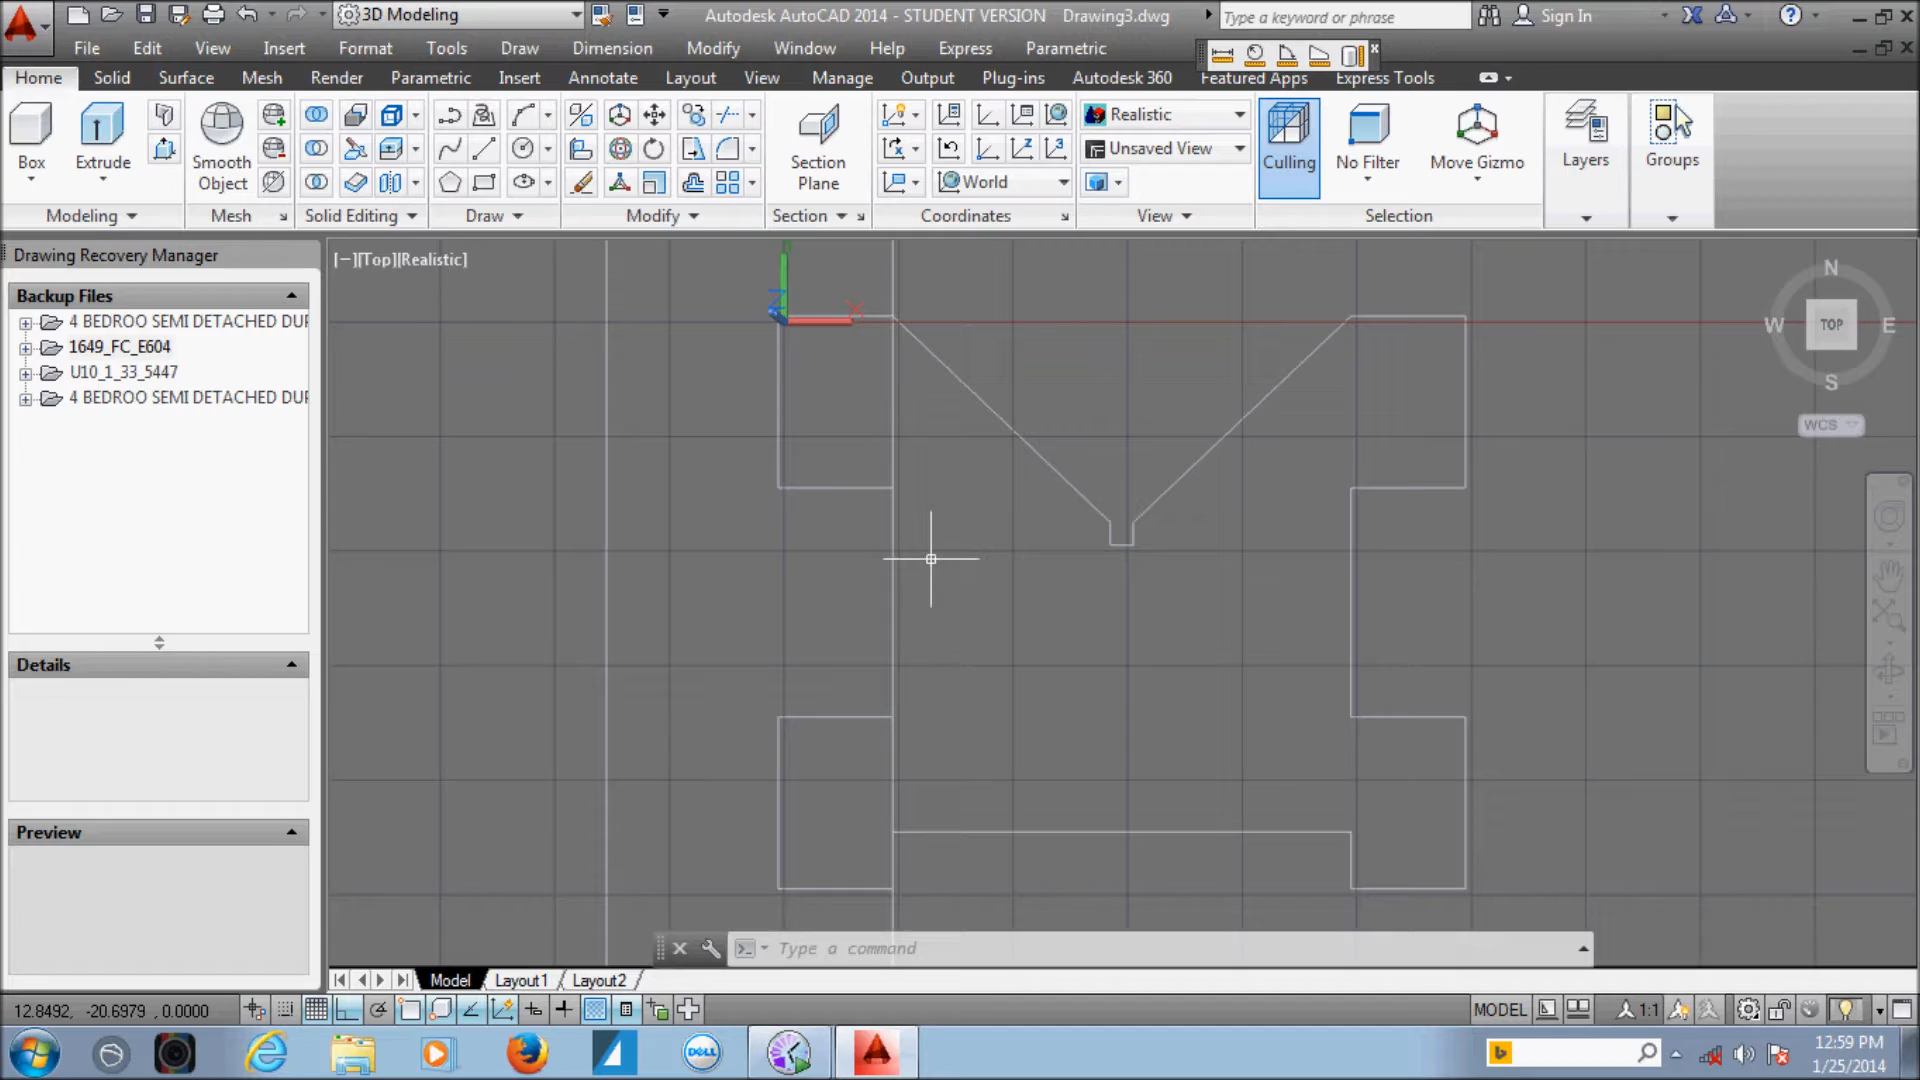 3D Modeling
Autodesk AutoCAD 2014 - STUDENT VERSION Drawing3.dwg
Type a keyword or phrase
Sign In
File Edit View Insert Format Tools Draw Dimension Modify Window Help Express Parametric
Home Solid Surface Mesh Render Parametric Insert Annotate Layout View Manage Output Plug-ins Autodesk 360 Featured Apps Express Tools
Realistic
Unsaved View
World
Box Extrude Smooth Object Section Plane Culling No Filter Move Gizmo Layers Groups
Modeling Mesh Solid Editing Draw Modify Section Coordinates View Selection
Drawing Recovery Manager
[–][Top][Realistic]
Backup Files
4 BEDROO SEMI DETACHED DUP
1649_FC_E604
U10_1_33_5447
4 BEDROO SEMI DETACHED DUP
Details
Preview
X
Z
N
W TOP E
S
WCS
Type a command
Model Layout1 Layout2
12.8492, -20.6979 , 0.0000
MODEL
1:1
DELL
12:59 PM
1/25/2014